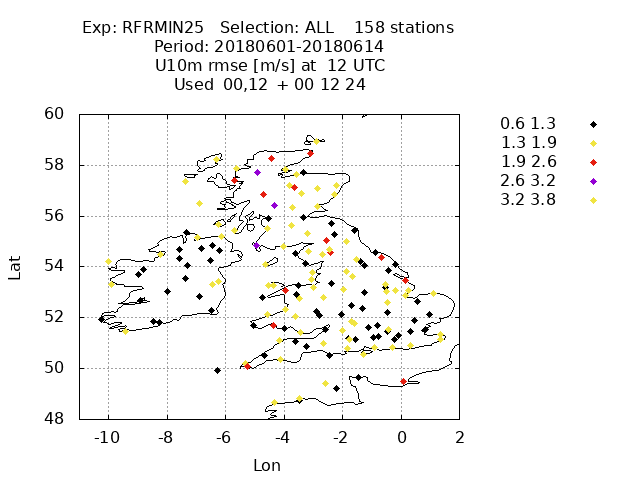 Exp: RFRMIN25 Selection: ALL 158 stations
Period: 20180601-20180614
U10m rmse [m/s] at 12 UTC
Used 00,12 + 00 12 24
60
58
56
54
52
50
48
-10 -8 -6 -4 -2 0 2
Lat
Lon
0.6 1.3
1.3 1.9
1.9 2.6
2.6 3.2
3.2 3.8